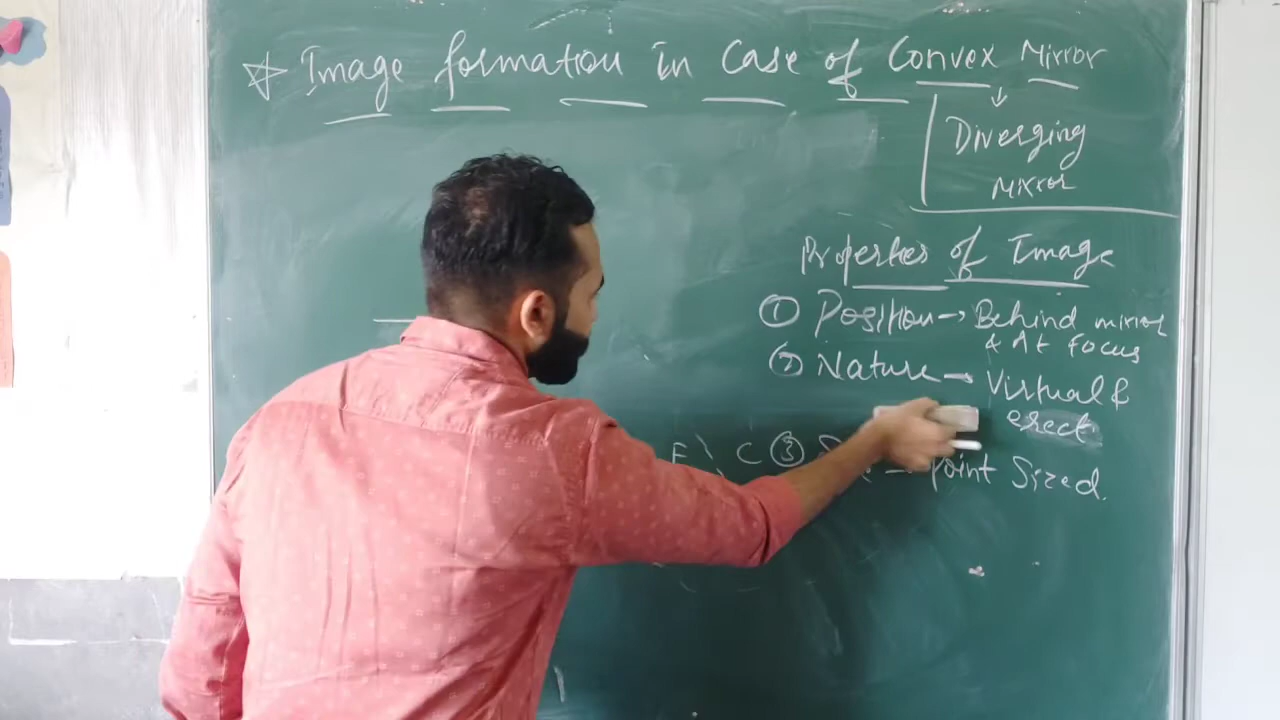 Image formation in Case of Convex Mirror
Diverging
Mirror
Properties of Image
① Position → Behind mirror
& At Focus
② Nature → Virtual &
erect
F C ③ → point Sized.